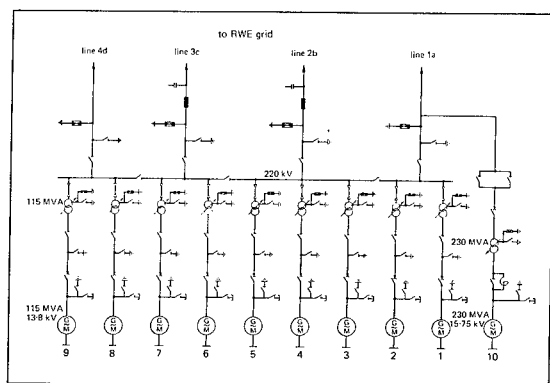 to RWE grid
line 4d
line 3c
line 2b
line 1a
220 kV
115 MVA
230 MVA
115 MVA
13·8 kV
230 MVA
15·75 kV
G/M G/M G/M G/M G/M G/M G/M G/M G/M G/M
9 8 7 6 5 4 3 2 1 10